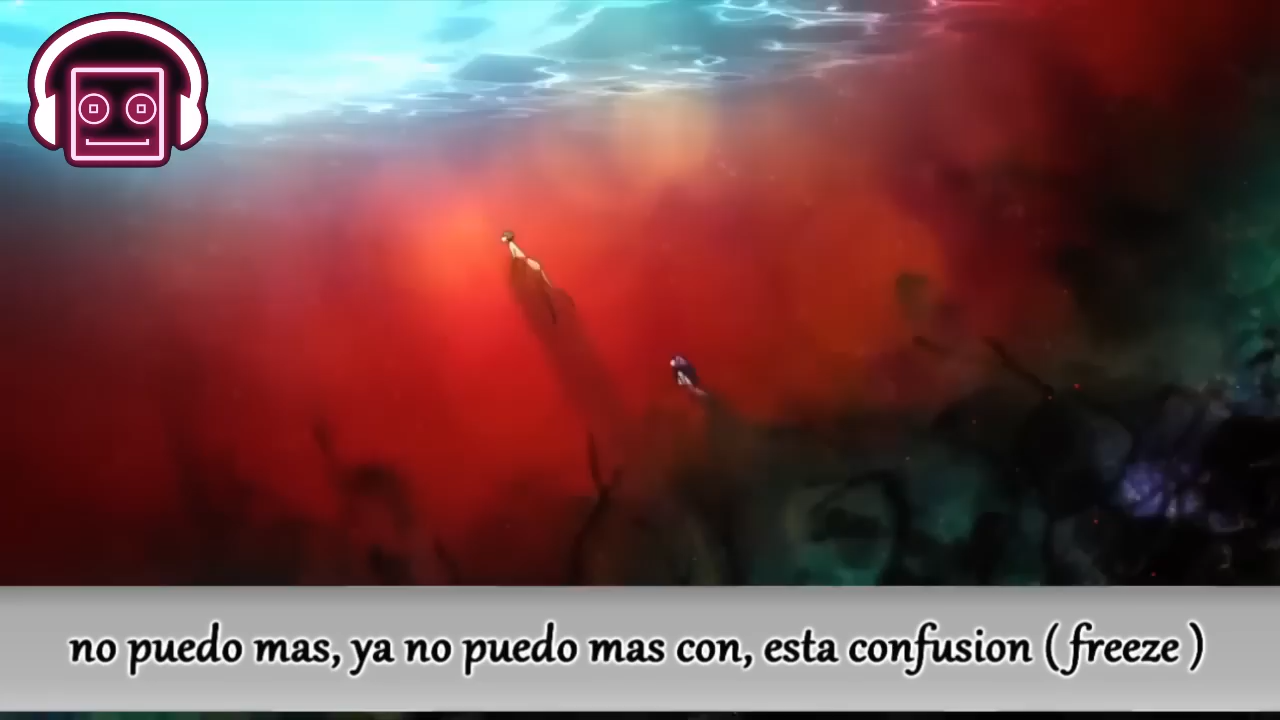 no puedo mas, ya no puedo mas con, esta confusion ( freeze )